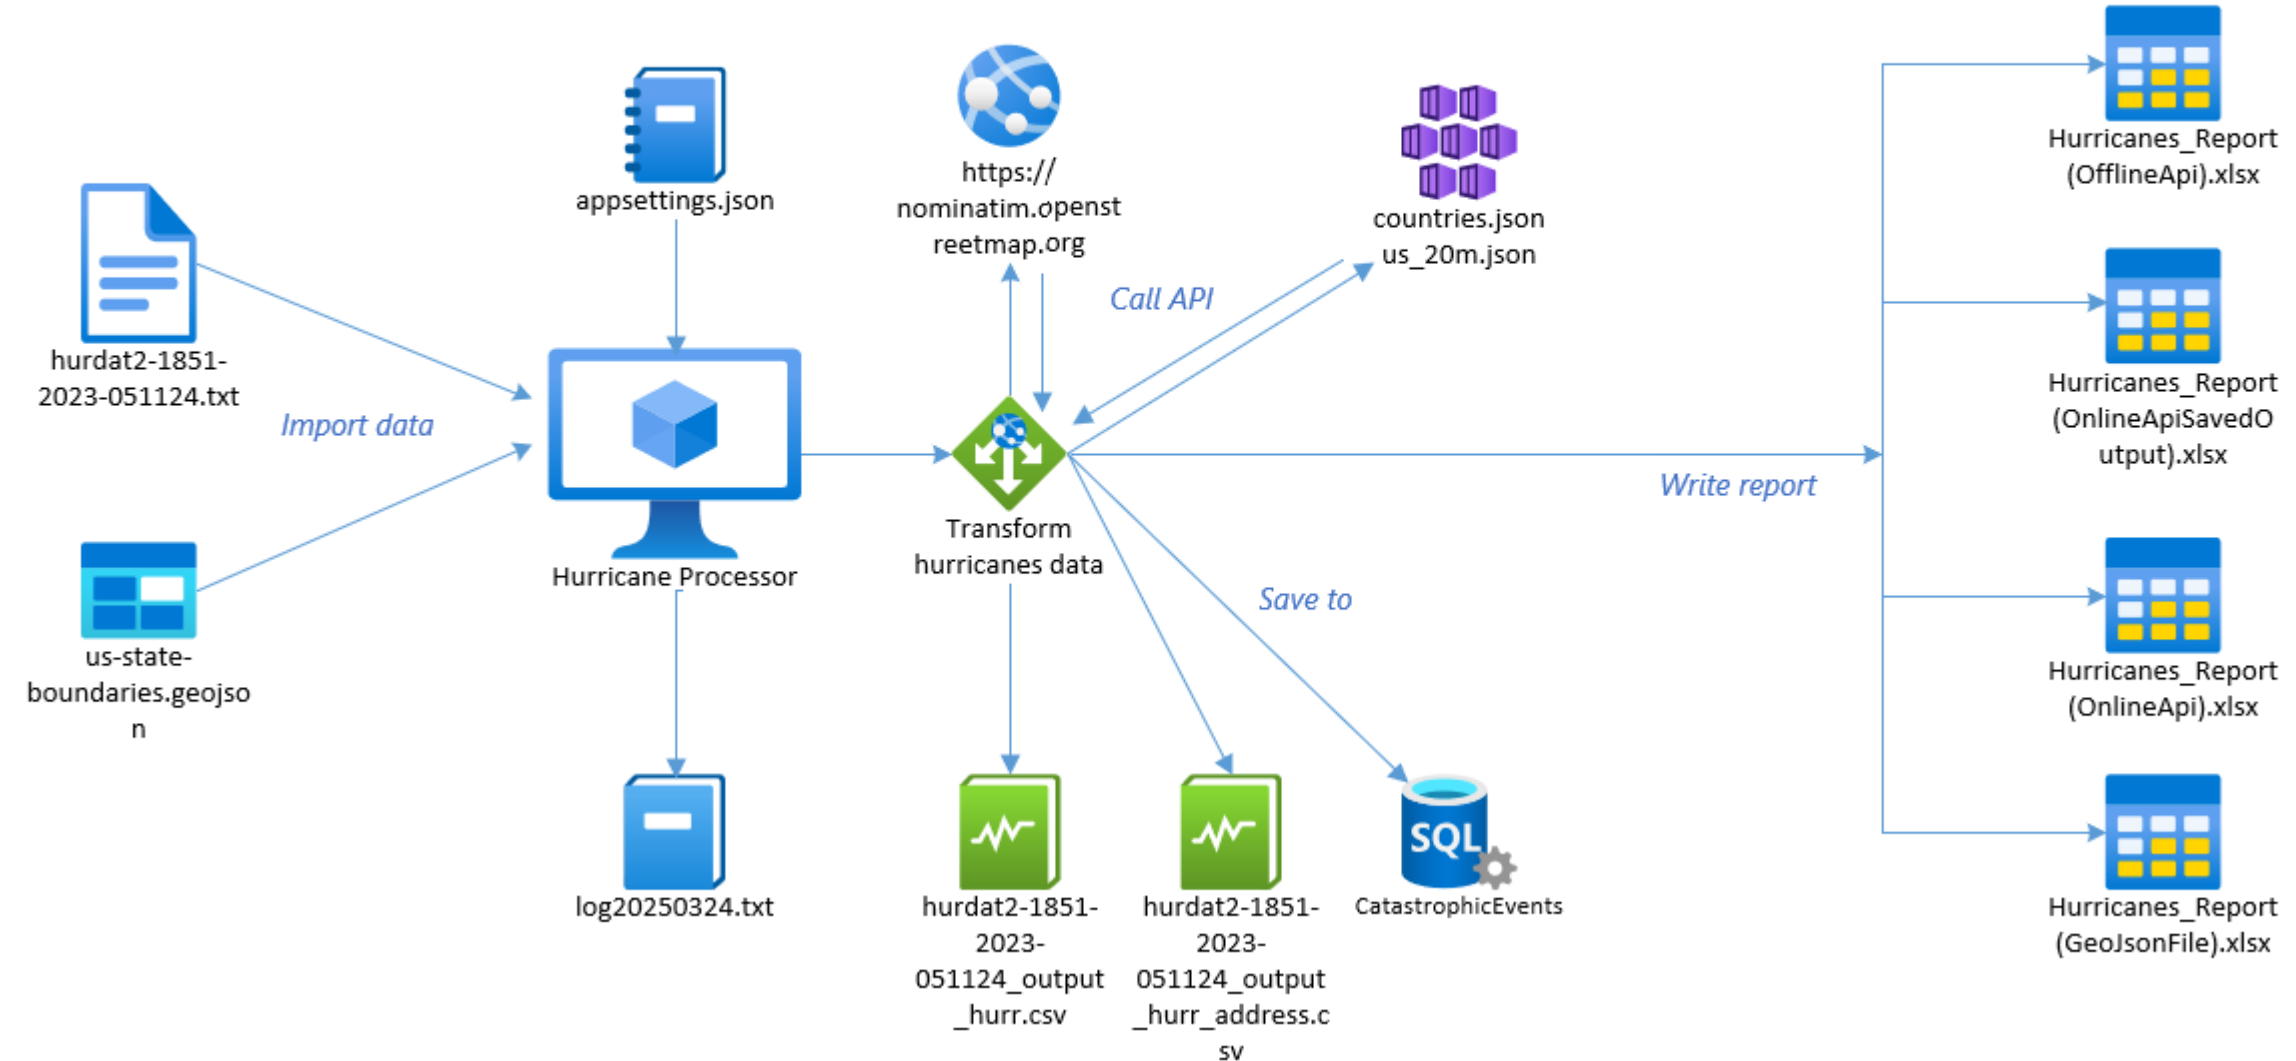 hurdat2-1851-
2023-051124.txt
Import data
us-state-
boundaries.geojso
n
appsettings.json
Hurricane Processor
log20250324.txt
https://
nominatim.openst
reetmap.org
Call API
countries.json
us_20m.json
Transform
hurricanes data
Save to
Write report
hurdat2-1851-
2023-
051124_output
_hurr.csv
hurdat2-1851-
2023-
051124_output
_hurr_address.c
sv
SQL
CatastrophicEvents
Hurricanes_Report
(OfflineApi).xlsx
Hurricanes_Report
(OnlineApiSavedO
utput).xlsx
Hurricanes_Report
(OnlineApi).xlsx
Hurricanes_Report
(GeoJsonFile).xlsx